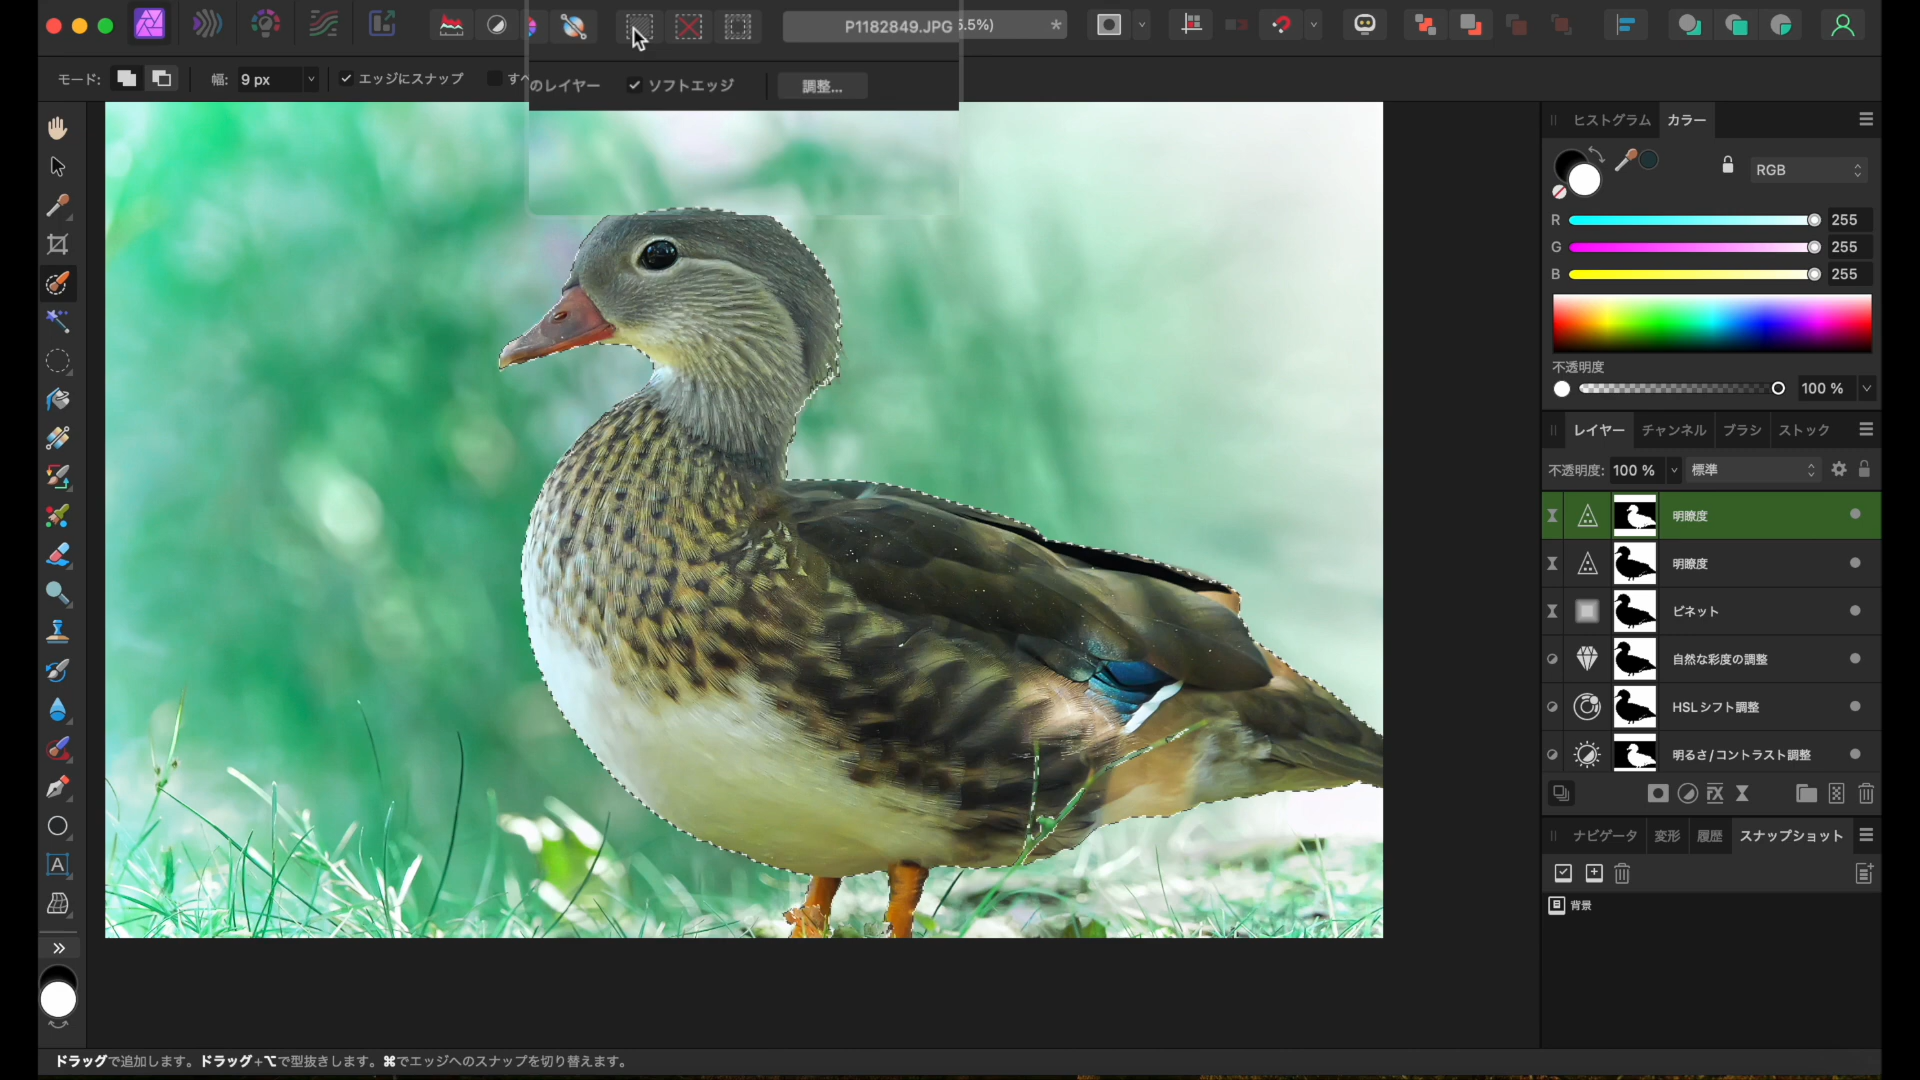 P1182849.JPG
5.5%)
*
モード:
幅:
9 px
エッジにスナップ
すべ
のレイヤー
ソフトエッジ
調整...
ヒストグラム
カラー
RGB
R
255
G
255
B
255
不透明度
100 %
レイヤー
チャンネル
ブラシ
ストック
不透明度:
100 %
標準
明瞭度
明瞭度
ビネット
自然な彩度の調整
HSL シフト調整
明るさ / コントラスト調整
ナビゲータ
変形
履歴
スナップショット
背景
ドラッグで追加します。ドラッグ+⌥で型抜きします。⌘でエッジへのスナップを切り替えます。